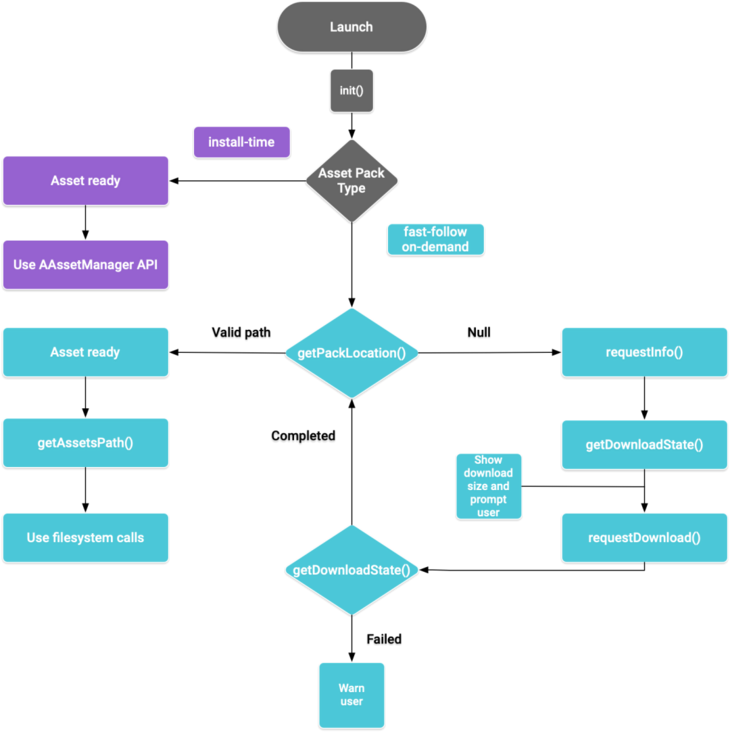 Launch
init()
install-time
Asset Pack
Type
Asset ready
fast-follow
on-demand
Use AAssetManager API
Valid path
Null
Asset ready
getPackLocation()
requestInfo()
Completed
getAssetsPath()
getDownloadState()
Show
download
size and
prompt
user
Use filesystem calls
requestDownload()
getDownloadState()
Failed
Warn
user